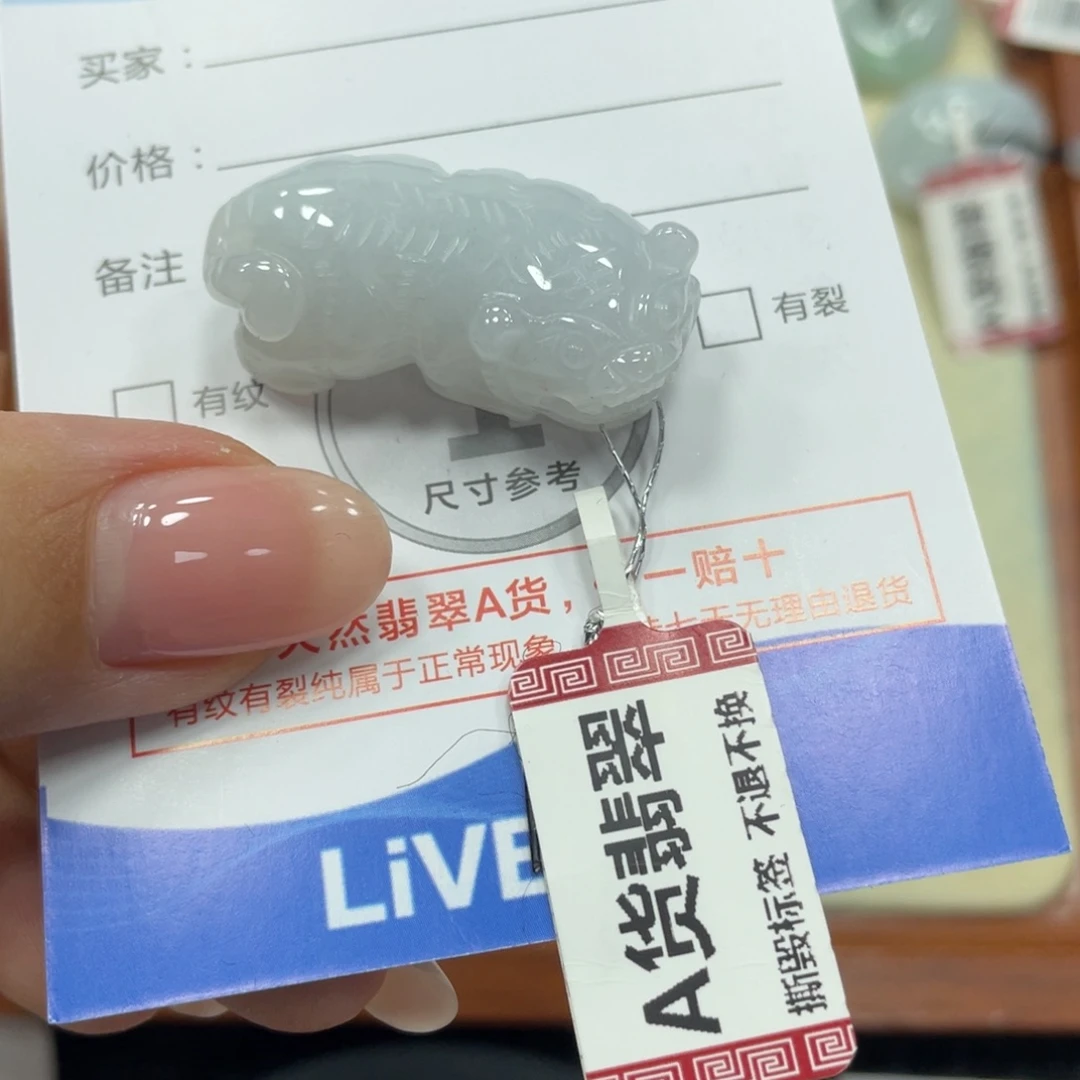 买家：
价格：
备注
有裂
有纹
尺寸参考
天然翡翠A货，
一赔十
有纹有裂纯属于正常现象
七天无理由退货
LiVE
A货翡翠
撕毁标签 不退不换